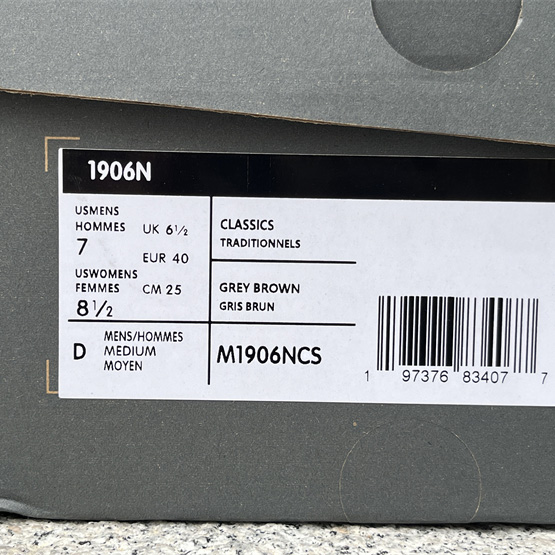 1906N
USMENS
HOMMES
7
UK 6½
EUR 40
USWOMENS
FEMMES
8½
CM 25
CLASSICS
TRADITIONNELS
GREY BROWN
GRIS BRUN
D
MENS/HOMMES
MEDIUM
MOYEN
M1906NCS
1 97376 83407 7